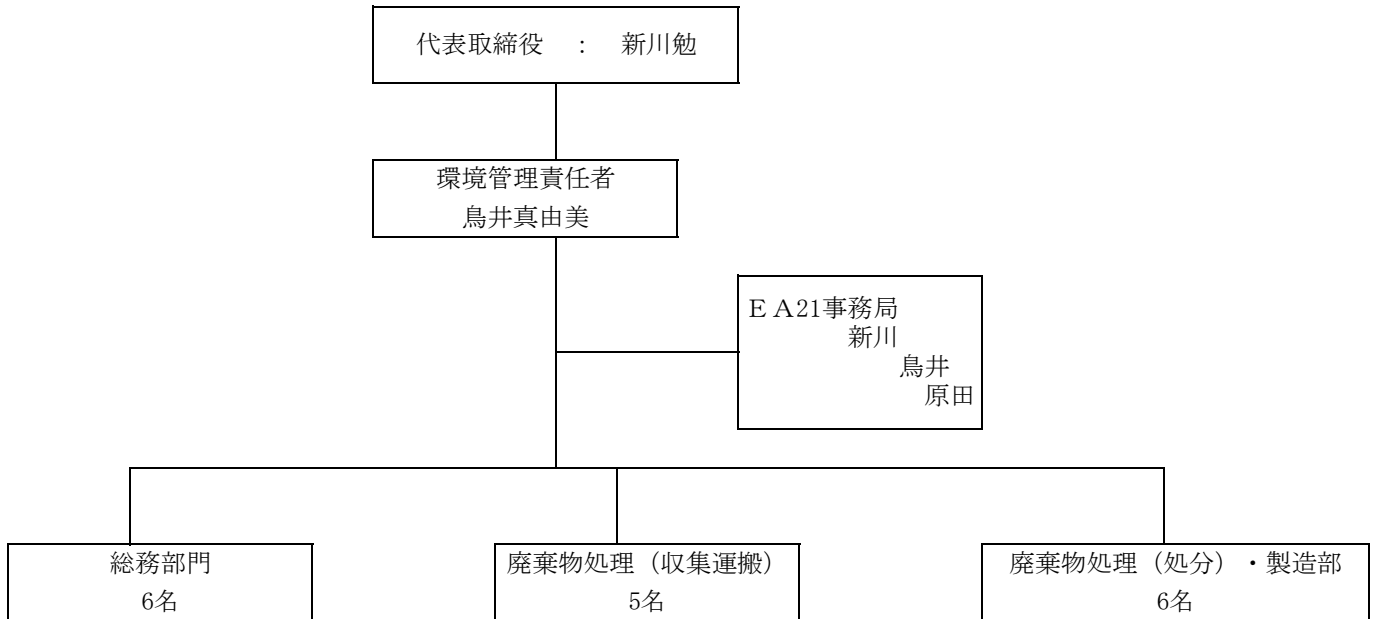 代表取締役　：　新川勉
環境管理責任者
鳥井真由美
ＥＡ21事務局
新川
鳥井
原田
総務部門
6名
廃棄物処理（収集運搬）
5名
廃棄物処理（処分）・製造部
6名